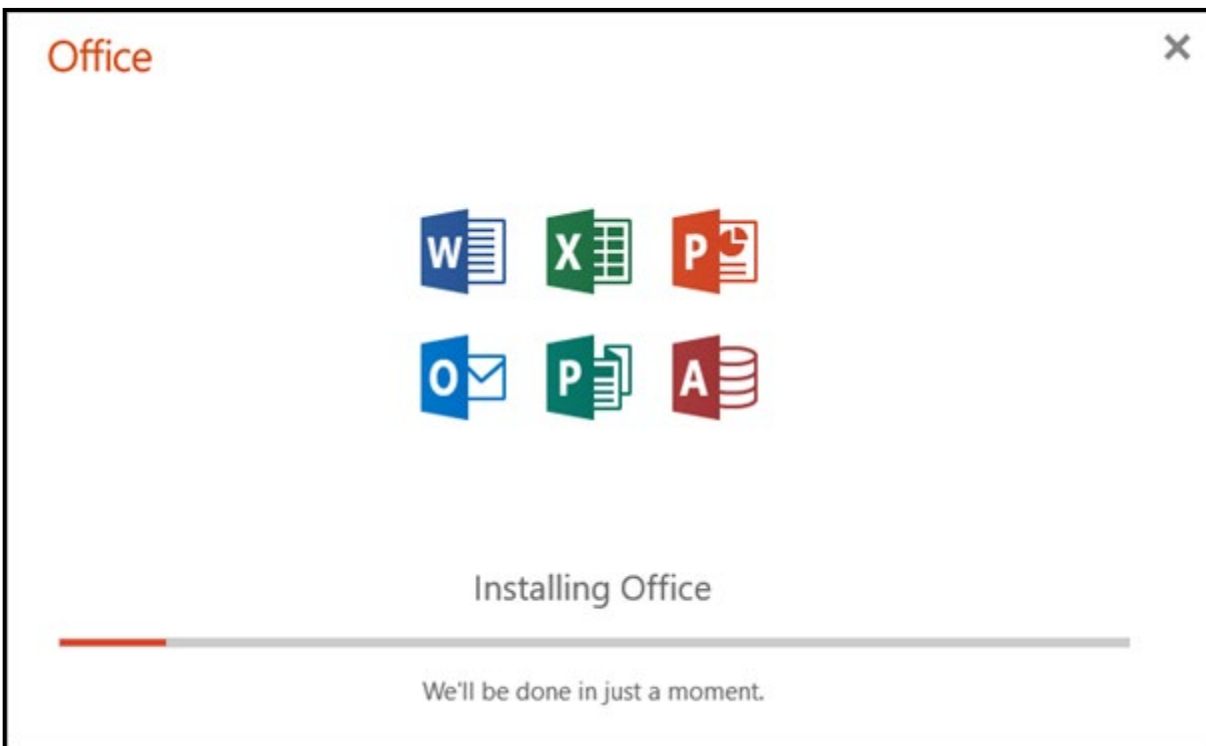 Office
W X P
O P A
Installing Office
We'll be done in just a moment.